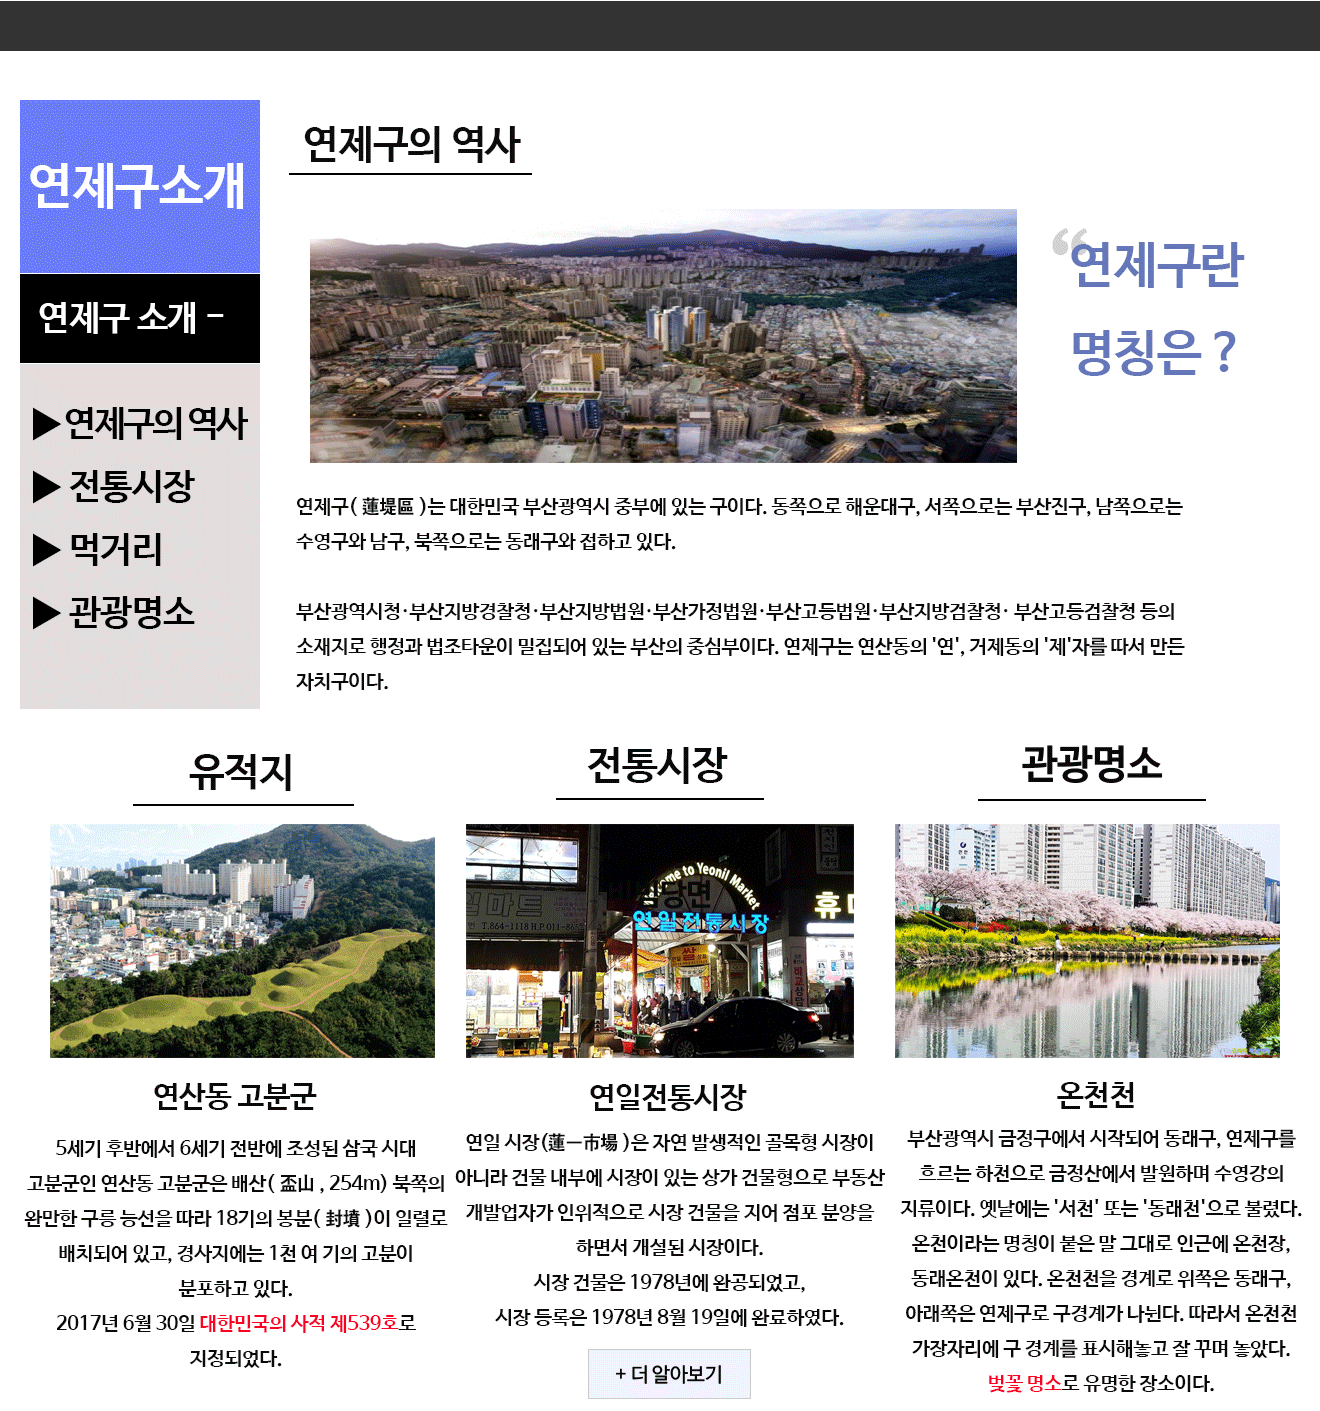 연제구소개
연제구 소개 -
▶ 연제구의 역사
▶ 전통시장
▶ 먹거리
▶ 관광명소
연제구의 역사
“연제구란
명칭은 ?
연제구( 蓮堤區 )는 대한민국 부산광역시 중부에 있는 구이다. 동쪽으로 해운대구, 서쪽으로는 부산진구, 남쪽으로는
수영구와 남구, 북쪽으로는 동래구와 접하고 있다.
부산광역시청·부산지방경찰청·부산지방법원·부산가정법원·부산고등법원·부산지방검찰청· 부산고등검찰청 등의
소재지로 행정과 법조타운이 밀집되어 있는 부산의 중심부이다. 연제구는 연산동의 '연', 거제동의 '제'자를 따서 만든
자치구이다.
유적지
연산동 고분군
5세기 후반에서 6세기 전반에 조성된 삼국 시대
고분군인 연산동 고분군은 배산( 盃山 , 254m) 북쪽의
완만한 구릉 능선을 따라 18기의 봉분( 封墳 )이 일렬로
배치되어 있고, 경사지에는 1천 여 기의 고분이
분포하고 있다.
2017년 6월 30일 대한민국의 사적 제539호로
지정되었다.
전통시장
me to Yeonil Market
당면
연일전통시장
마트
T.864-1118 H.P 011-86
휴
연일전통시장
연일 시장(蓮一市場 )은 자연 발생적인 골목형 시장이
아니라 건물 내부에 시장이 있는 상가 건물형으로 부동산
개발업자가 인위적으로 시장 건물을 지어 점포 분양을
하면서 개설된 시장이다.
시장 건물은 1978년에 완공되었고,
시장 등록은 1978년 8월 19일에 완료하였다.
+ 더 알아보기
관광명소
온천천
부산광역시 금정구에서 시작되어 동래구, 연제구를
흐르는 하천으로 금정산에서 발원하며 수영강의
지류이다. 옛날에는 '서천' 또는 '동래천'으로 불렸다.
온천이라는 명칭이 붙은 말 그대로 인근에 온천장,
동래온천이 있다. 온천천을 경계로 위쪽은 동래구,
아래쪽은 연제구로 구경계가 나뉜다. 따라서 온천천
가장자리에 구 경계를 표시해놓고 잘 꾸며 놓았다.
벚꽃 명소로 유명한 장소이다.